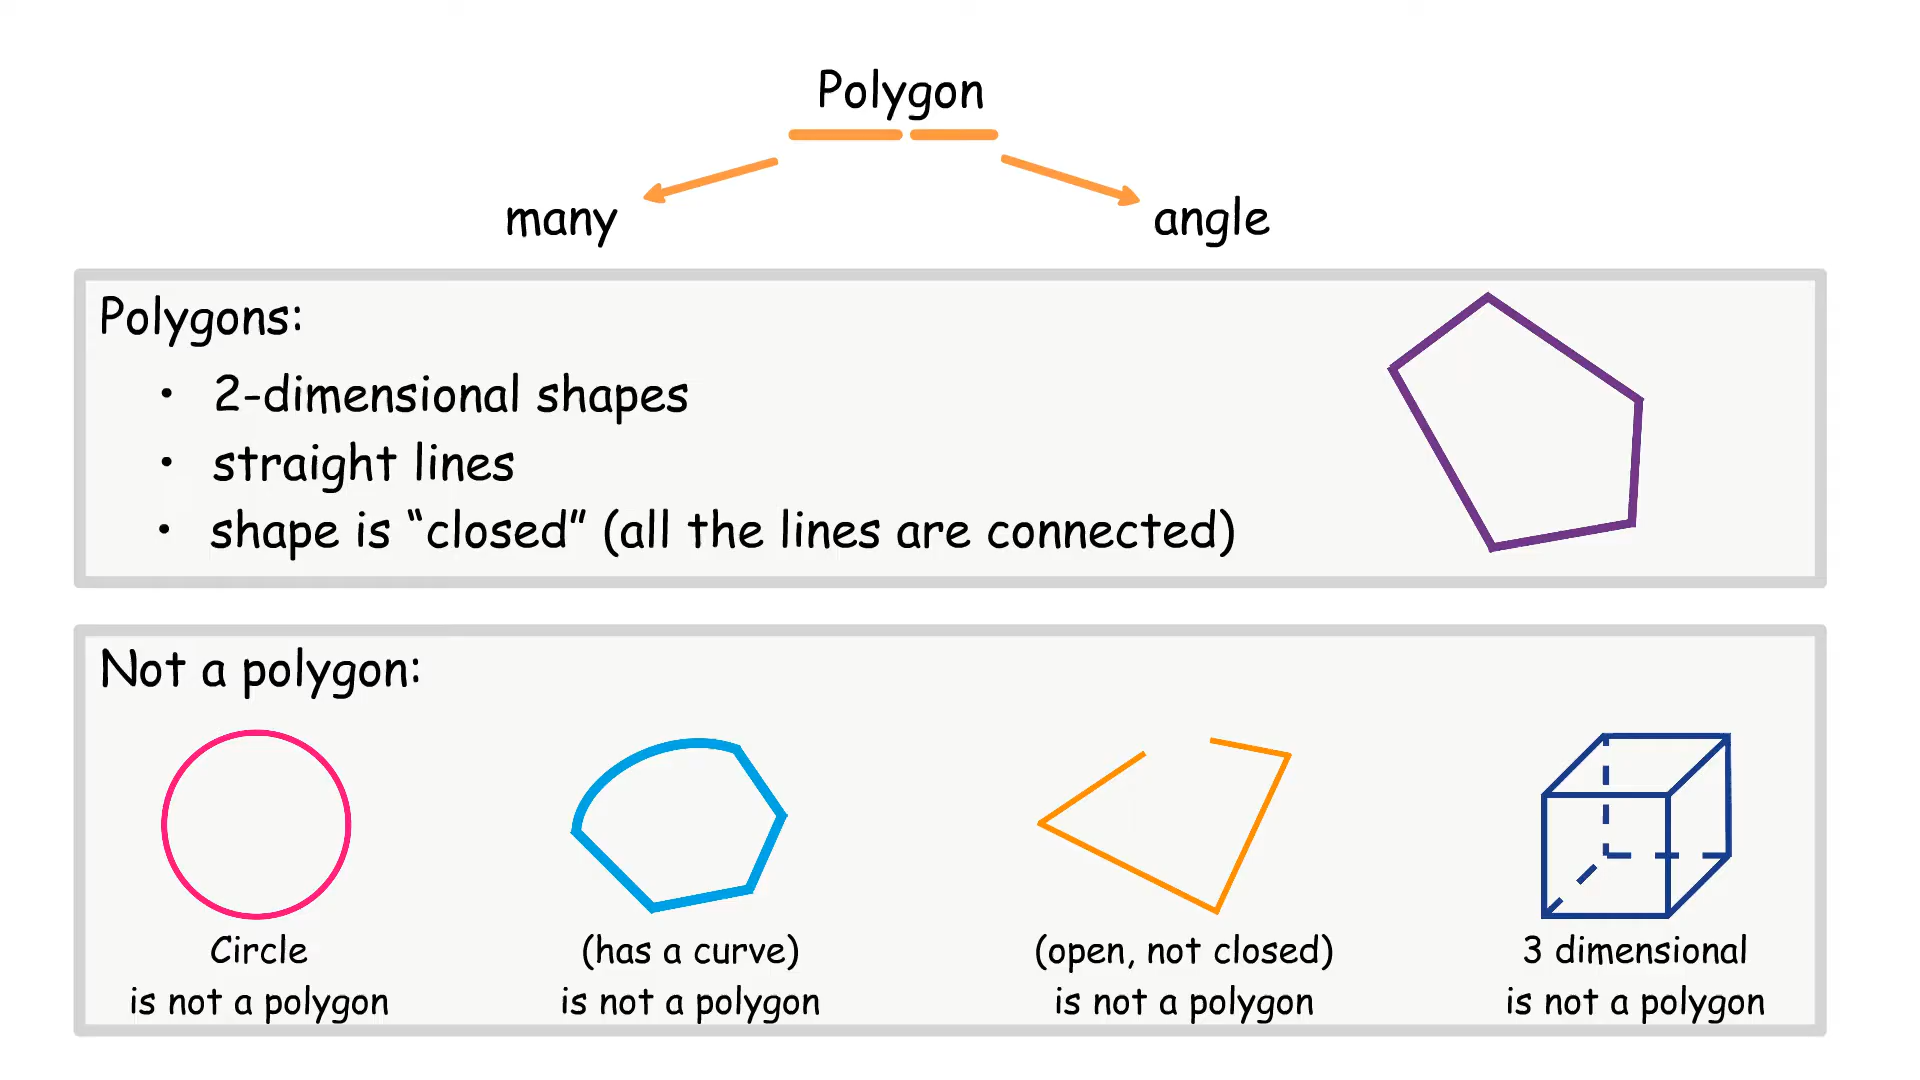 Polygon
many
angle
Polygons:
• 2-dimensional shapes
• straight lines
• shape is “closed” (all the lines are connected)
Not a polygon:
Circle
is not a polygon
(has a curve)
is not a polygon
(open, not closed)
is not a polygon
3 dimensional
is not a polygon